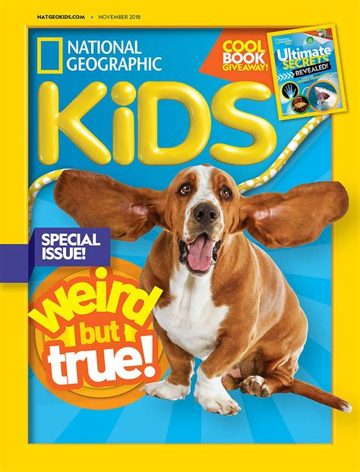 NATGEOKIDS.COM • NOVEMBER 2018
NATIONAL
GEOGRAPHIC
KiDS
COOL
BOOK
GIVEAWAY!
Ultimate
SECRETS
REVEALED!
SPECIAL
ISSUE!
weird
but
true!